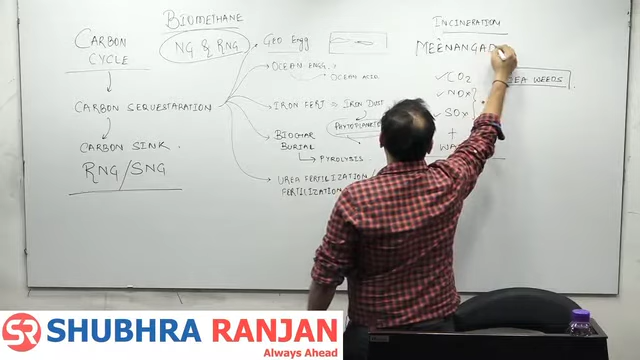 BIOMETHANE
NG & RNG
CARBON
CYCLE
CARBON SEQUESTARATION
CARBON SINK
RNG/SNG
GEO ENGG
OCEAN ENGG.
OCEAN ACID
IRON FERT → IRON DUST
BIOCHAR
BURIAL
PYROLYSIS
UREA FERTILIZATION /
FERTILIZATION
INCINERATION
MEENANGAD
✓CO₂
✓NOx
✓SOx
+
SEA WEEDS
SR SHUBHRA RANJAN
Always Ahead